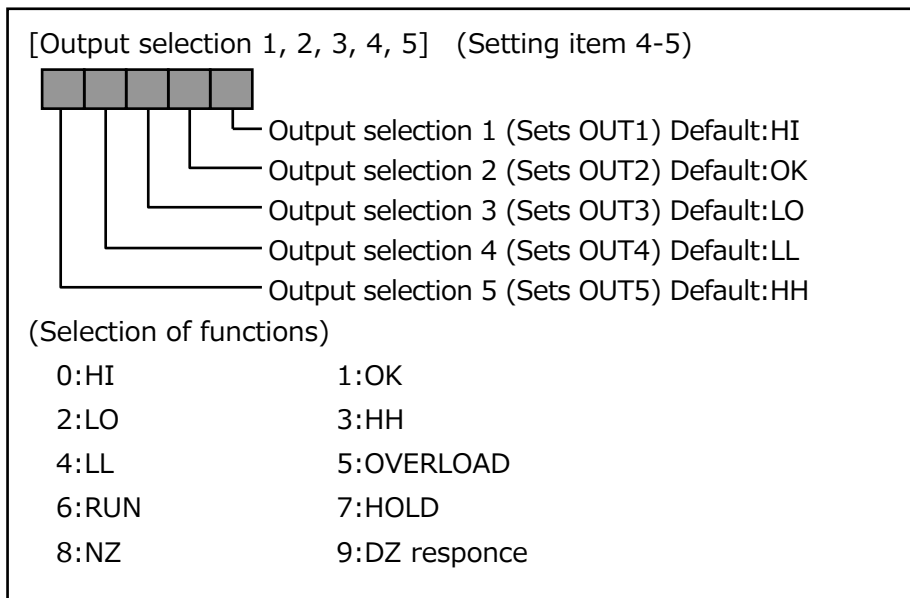 [Output selection 1, 2, 3, 4, 5] (Setting item 4-5)
Output selection 1 (Sets OUT1) Default:HI
Output selection 2 (Sets OUT2) Default:OK
Output selection 3 (Sets OUT3) Default:LO
Output selection 4 (Sets OUT4) Default:LL
Output selection 5 (Sets OUT5) Default:HH
(Selection of functions)
0:HI 1:OK
2:LO 3:HH
4:LL 5:OVERLOAD
6:RUN 7:HOLD
8:NZ 9:DZ responce